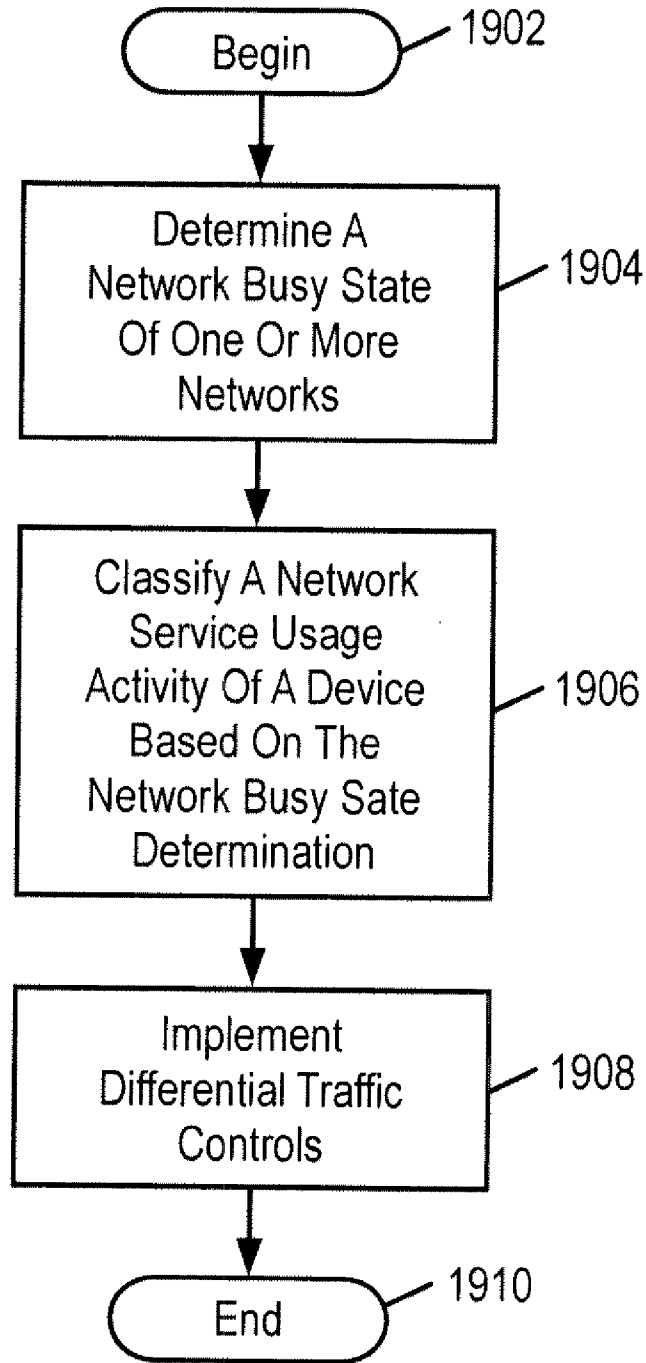 Begin
1902
Determine A
Network Busy State
Of One Or More
Networks
1904
Classify A Network
Service Usage
Activity Of A Device
Based On The
Network Busy Sate
Determination
1906
Implement
Differential Traffic
Controls
1908
End
1910